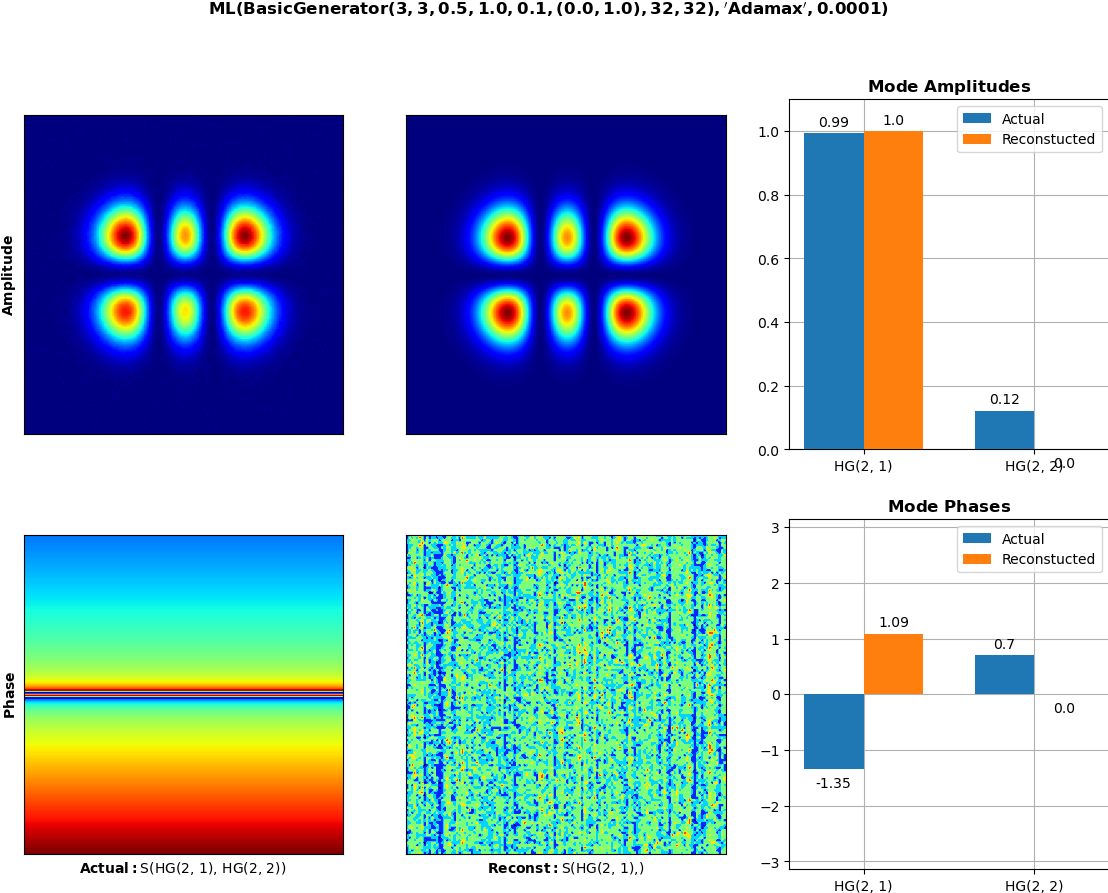 ML(BasicGenerator(3, 3, 0.5, 1.0, 0.1, (0.0, 1.0), 32, 32), 'Adamax', 0.0001)
Amplitude
Mode Amplitudes
0.99
1.0
0.12
0.0
Actual
Reconstucted
1.0
0.8
0.6
0.4
0.2
0.0
HG(2, 1)
HG(2, 2)
Phase
Actual: S(HG(2, 1), HG(2, 2))
Reconst: S(HG(2, 1),)
Mode Phases
Actual
Reconstucted
1.09
0.7
0.0
-1.35
3
2
1
0
−1
−2
−3
HG(2, 1)
HG(2, 2)